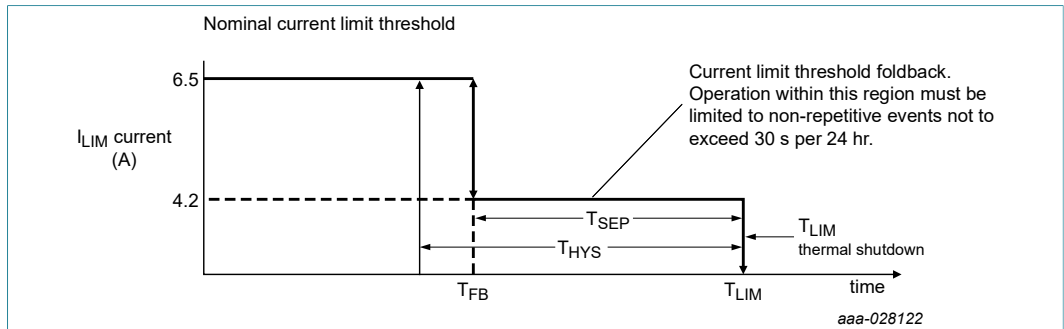 Nominal current limit threshold
6.5
Current limit threshold foldback.
Operation within this region must be
limited to non-repetitive events not to
exceed 30 s per 24 hr.
ILIM current
(A)
4.2
TSEP
TLIM
thermal shutdown
THYS
TFB
TLIM
time
aaa-028122